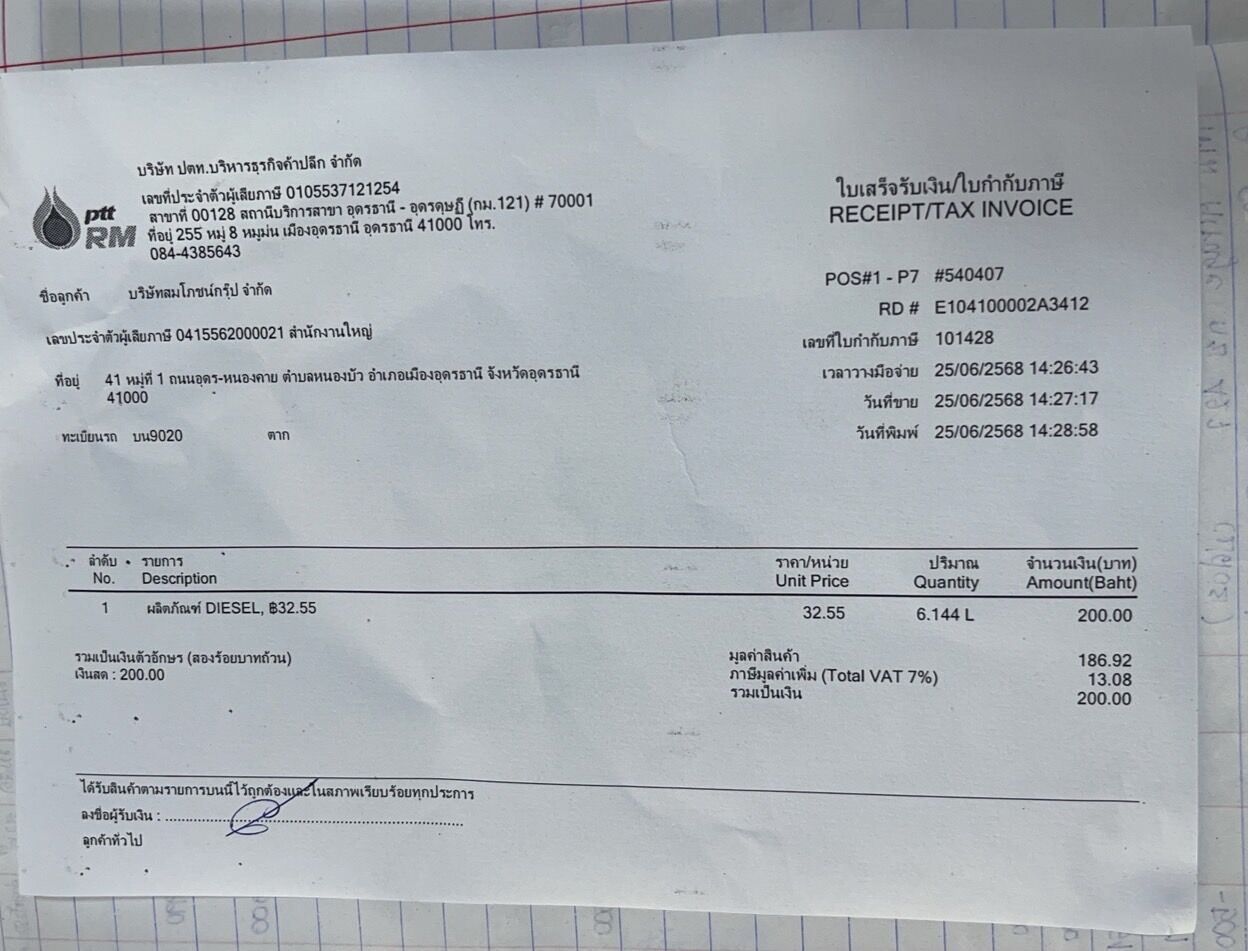 บริษัท ปตท.บริหารธุรกิจค้าปลีก จำกัด
เลขที่ประจำตัวผู้เสียภาษี 0105537121254
สาขาที่ 00128 สถานีบริการสาขา อุดรธานี - อุดรดุษฎี (กม.121) # 70001
ที่อยู่ 255 หมู่ 8 หมูม่น เมืองอุดรธานี อุดรธานี 41000 โทร.
084-4385643
ptt
RM
ใบเสร็จรับเงิน/ใบกำกับภาษี
RECEIPT/TAX INVOICE
ชื่อลูกค้า บริษัทสมโภชน์กรุ๊ป จำกัด
เลขประจำตัวผู้เสียภาษี 0415562000021 สำนักงานใหญ่
ที่อยู่ 41 หมู่ที่ 1 ถนนอุดร-หนองคาย ตำบลหนองบัว อำเภอเมืองอุดรธานี จังหวัดอุดรธานี
41000
ทะเบียนรถ บน9020 ตาก
POS#1 - P7 #540407
RD # E104100002A3412
เลขที่ใบกำกับภาษี 101428
เวลาวางมือจ่าย 25/06/2568 14:26:43
วันที่ขาย 25/06/2568 14:27:17
วันที่พิมพ์ 25/06/2568 14:28:58
ลำดับ รายการ ราคา/หน่วย ปริมาณ จำนวนเงิน(บาท)
No. Description Unit Price Quantity Amount(Baht)
1 ผลิตภัณฑ์ DIESEL, ฿32.55 32.55 6.144 L 200.00
รวมเป็นเงินตัวอักษร (สองร้อยบาทถ้วน)
เงินสด : 200.00
มูลค่าสินค้า 186.92
ภาษีมูลค่าเพิ่ม (Total VAT 7%) 13.08
รวมเป็นเงิน 200.00
ได้รับสินค้าตามรายการบนนี้ไว้ถูกต้องและในสภาพเรียบร้อยทุกประการ
ลงชื่อผู้รับเงิน :
ลูกค้าทั่วไป